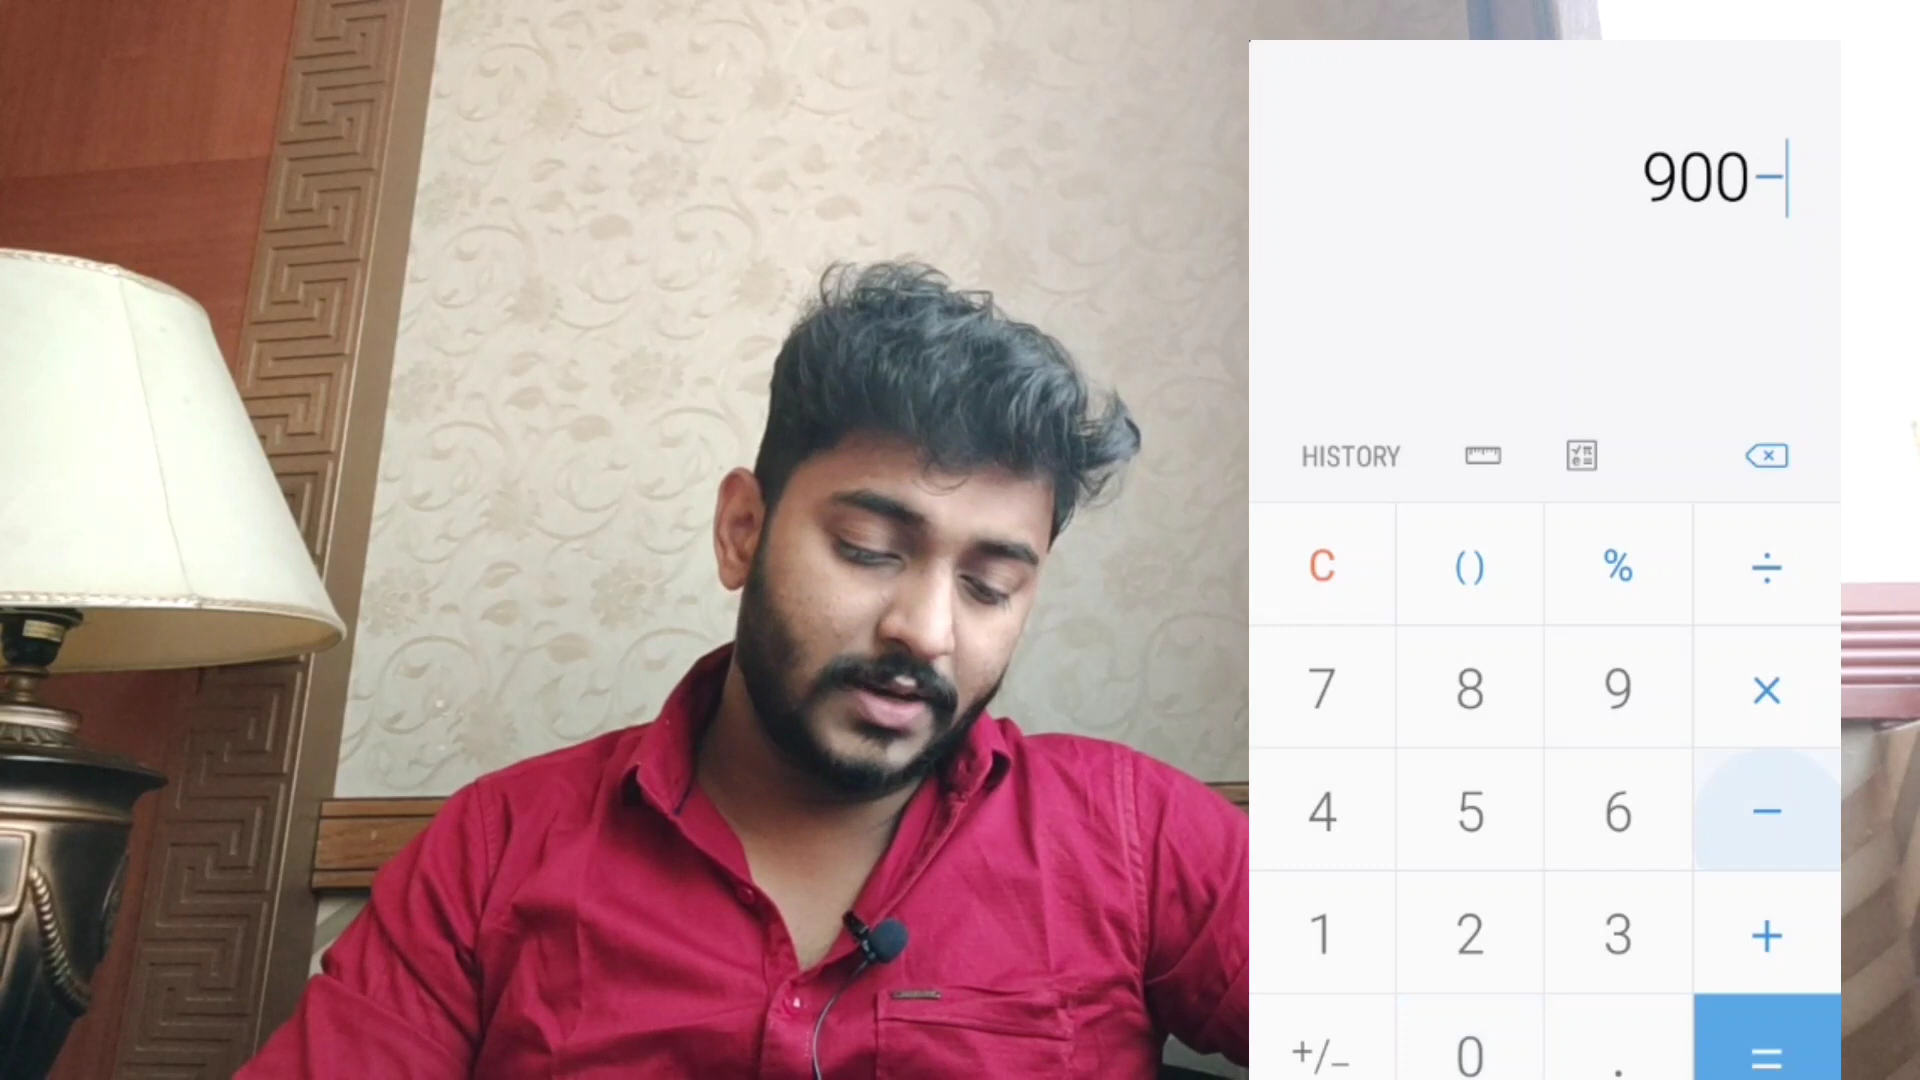 900−
HISTORY
C () % ÷
7 8 9 ×
4 5 6 −
1 2 3 +
+/− 0 . =